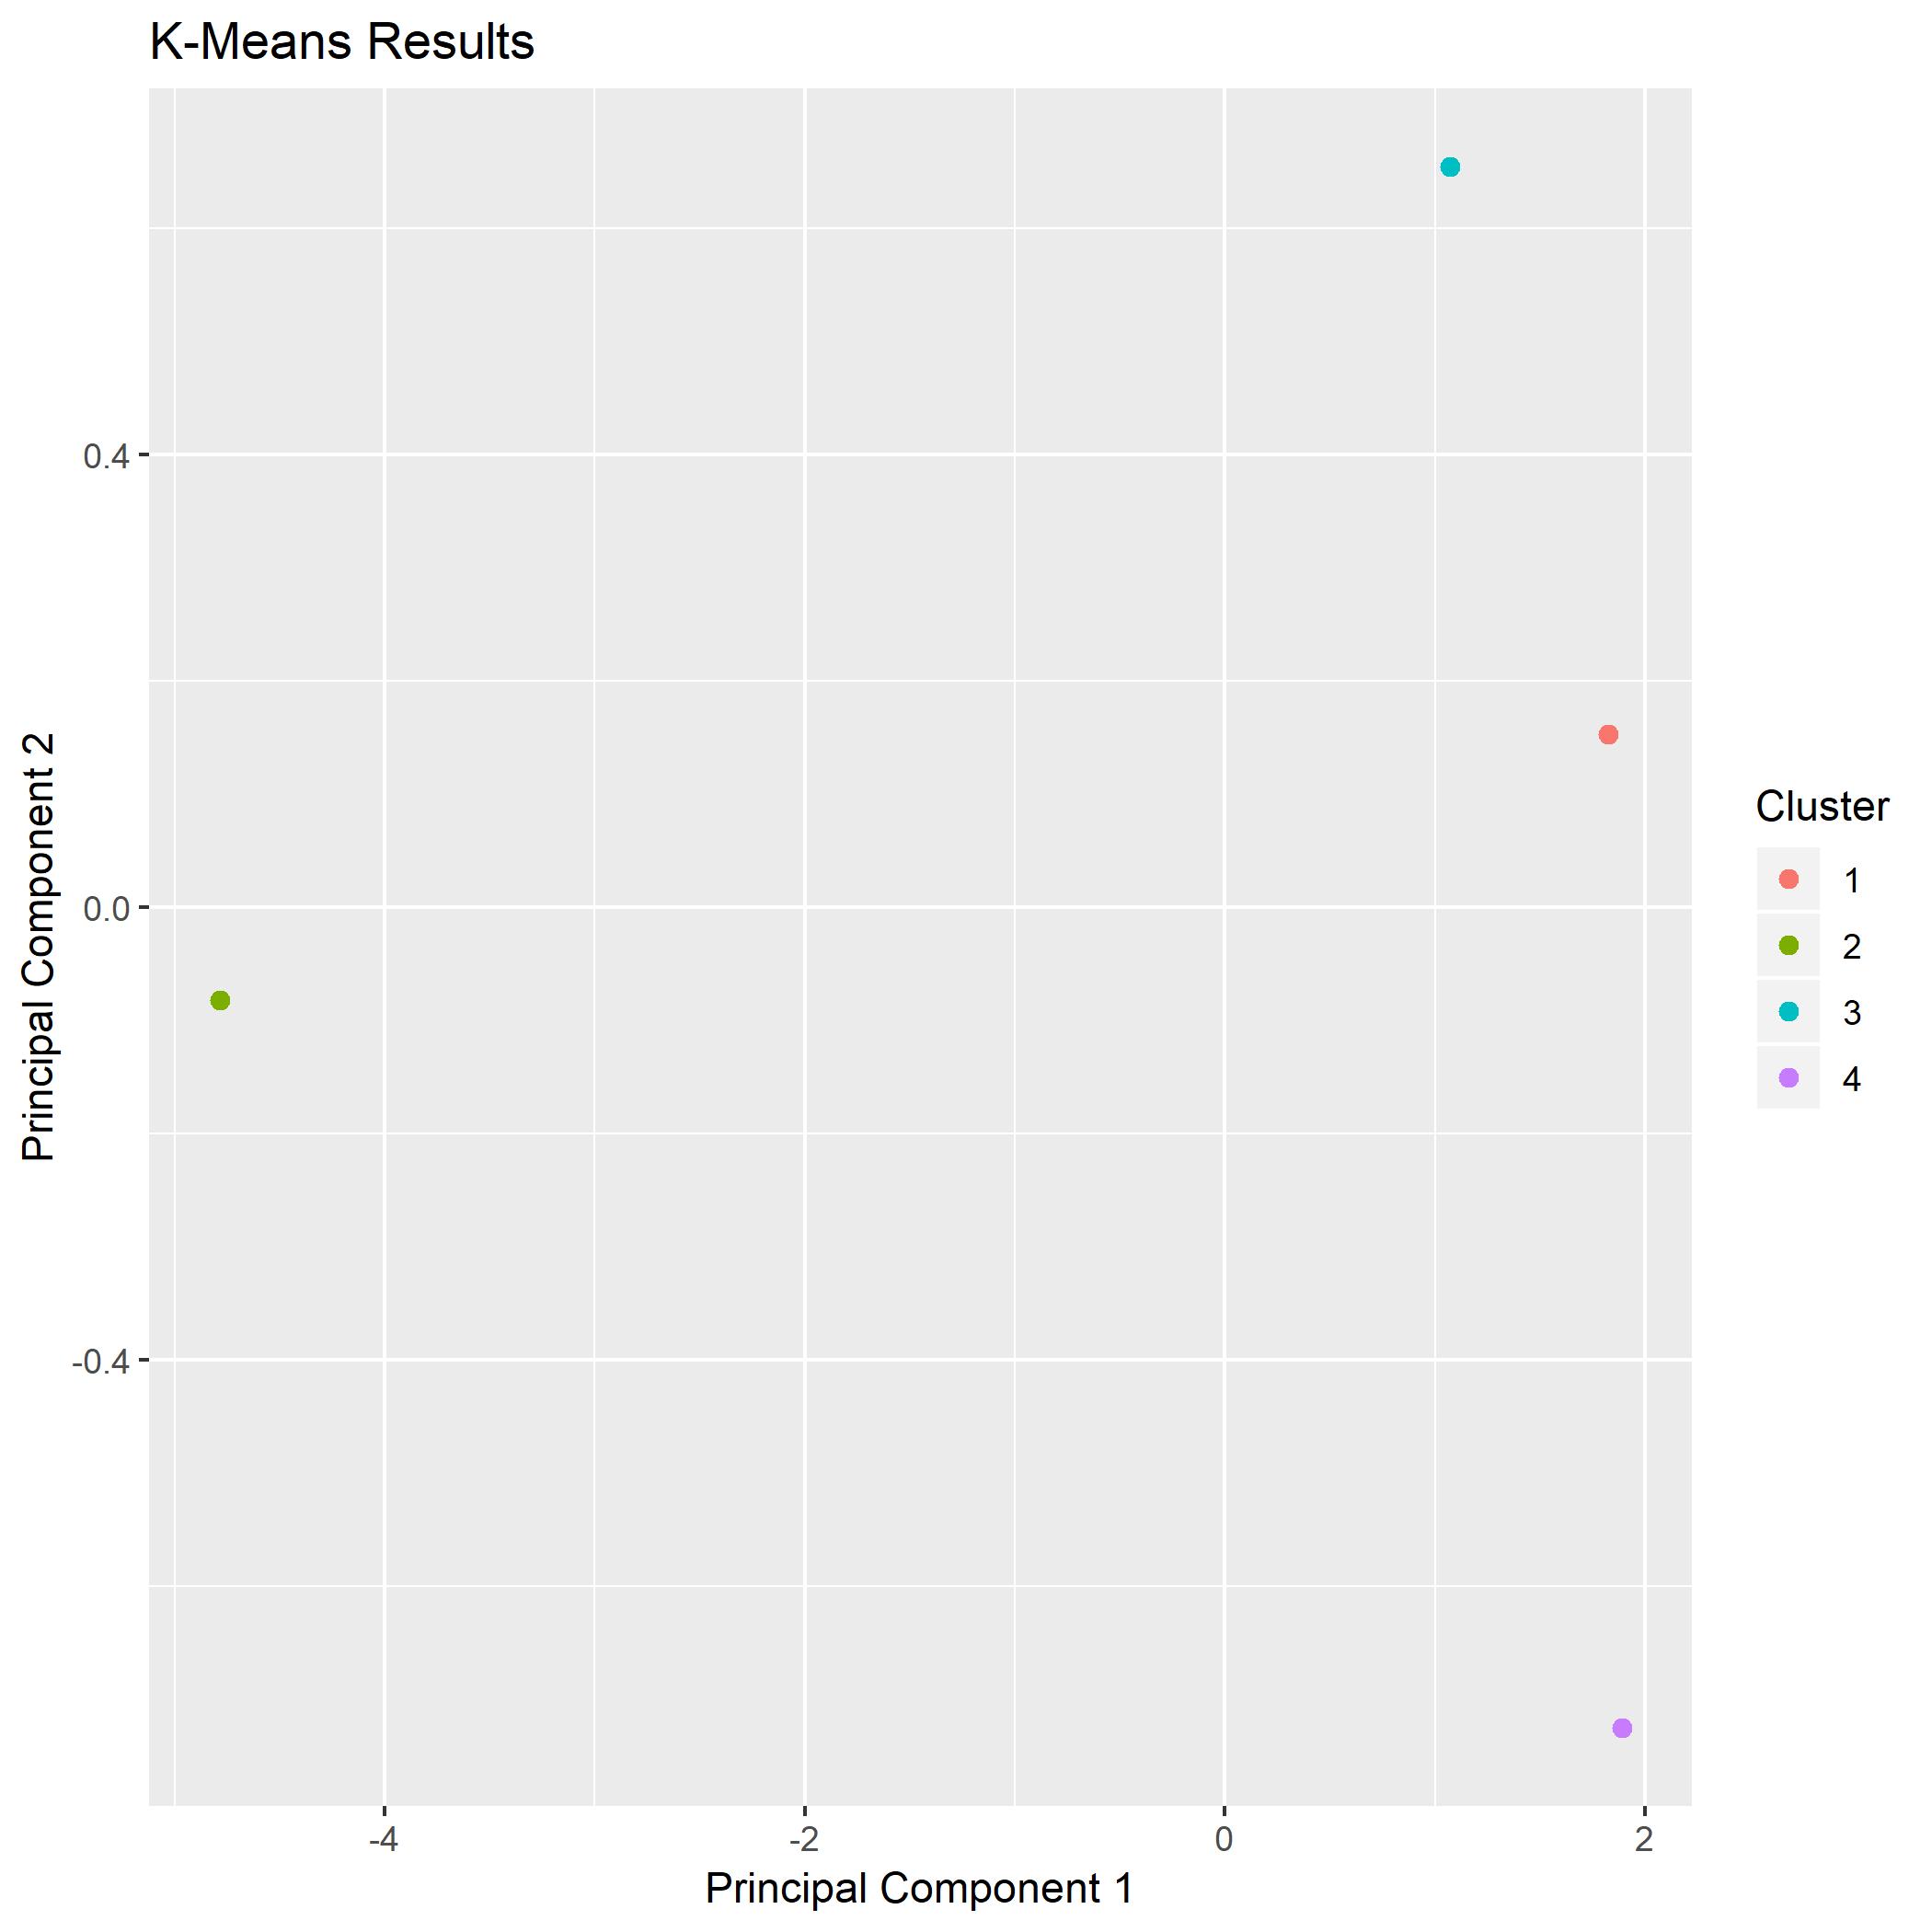 K-Means Results
Principal Component 2
0.4
0.0
-0.4
-4
-2
0
2
Principal Component 1
Cluster
1
2
3
4